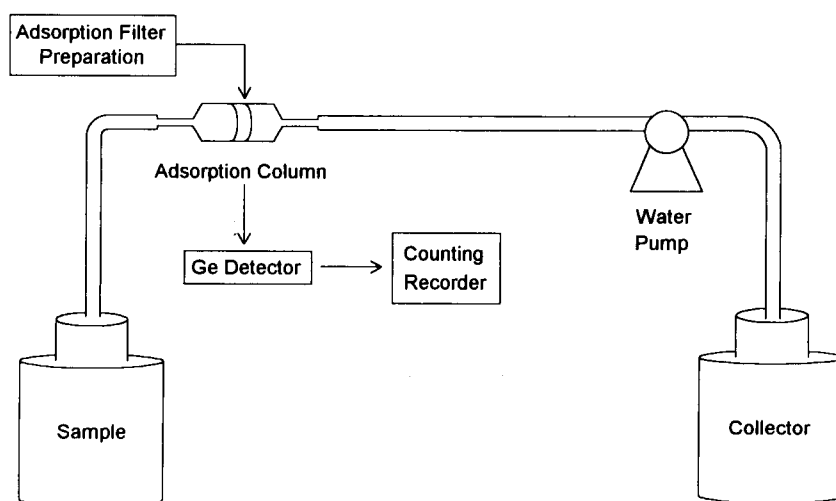 Adsorption Filter
Preparation
Adsorption Column
Ge Detector
Counting
Recorder
Water
Pump
Sample
Collector